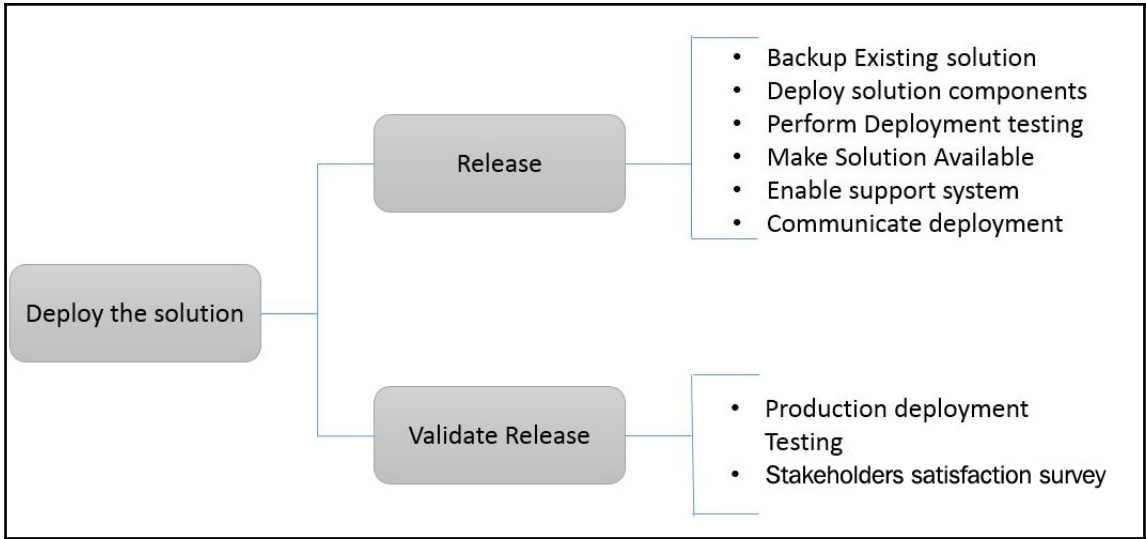 Deploy the solution
Release
• Backup Existing solution
• Deploy solution components
• Perform Deployment testing
• Make Solution Available
• Enable support system
• Communicate deployment
Validate Release
• Production deployment
Testing
• Stakeholders satisfaction survey